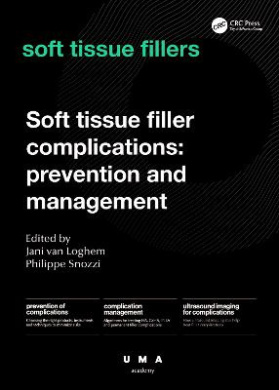 CRC Press
soft tissue fillers
Soft tissue filler
complications:
prevention and
management
Edited by
Jani van Loghem
Philippe Snozzi
prevention of
complications
complication
management
ultrasound imaging
for complications
UMA
academy